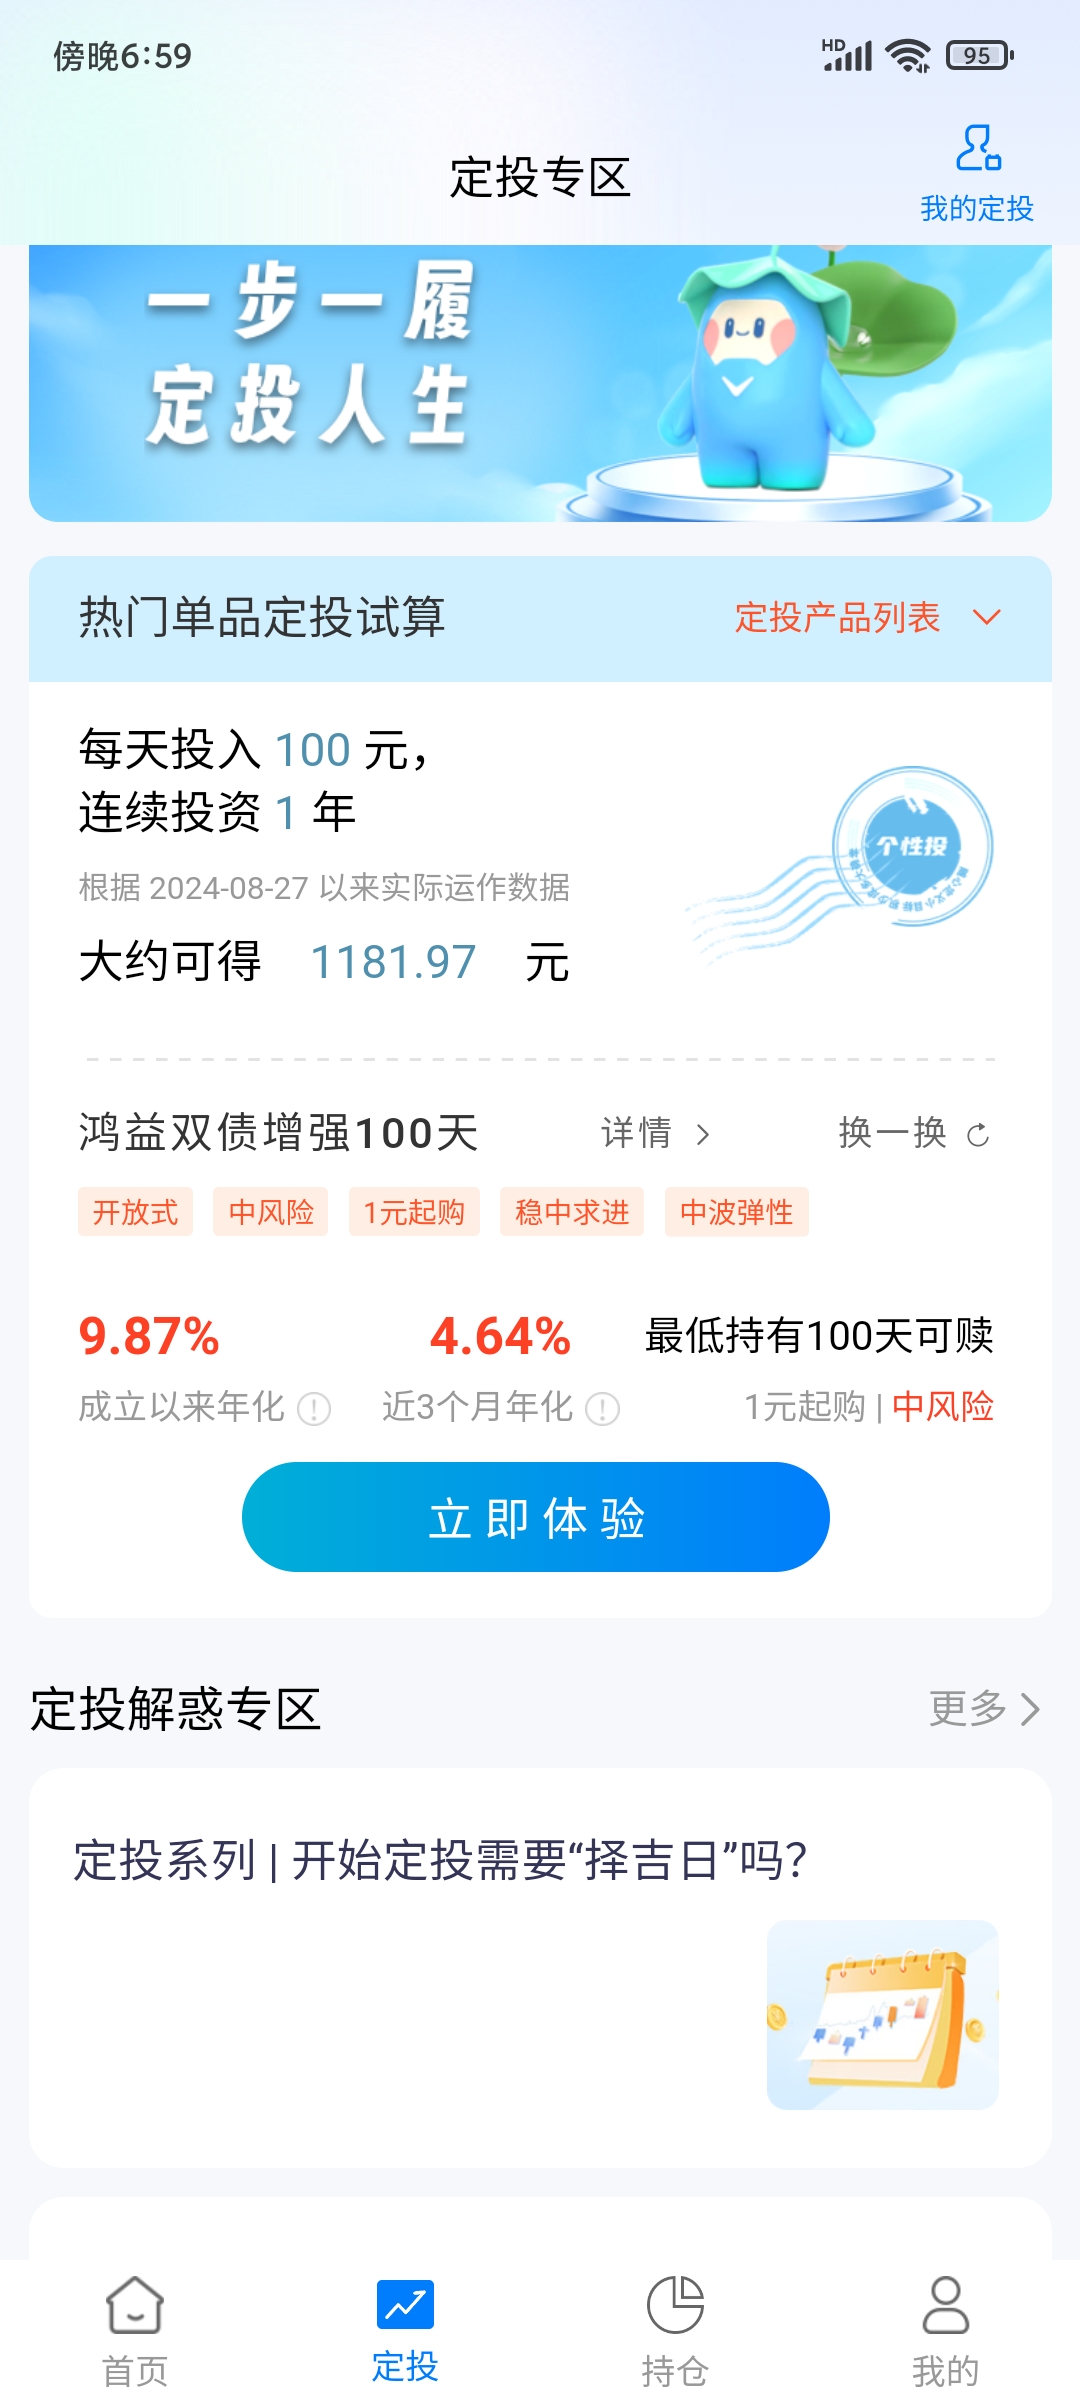 傍晚6:59
HD
95
定投专区
我的定投
一步一履
定投人生
热门单品定投试算
定投产品列表
每天投入 100 元，
连续投资 1 年
根据 2024-08-27 以来实际运作数据
大约可得 1181.97 元
个性投
鸿益双债增强100天
详情
换一换
开放式 中风险 1元起购 稳中求进 中波弹性
9.87% 4.64% 最低持有100天可赎
成立以来年化 近3个月年化 1元起购 | 中风险
立即体验
定投解惑专区
更多
定投系列 | 开始定投需要“择吉日”吗？
首页 定投 持仓 我的